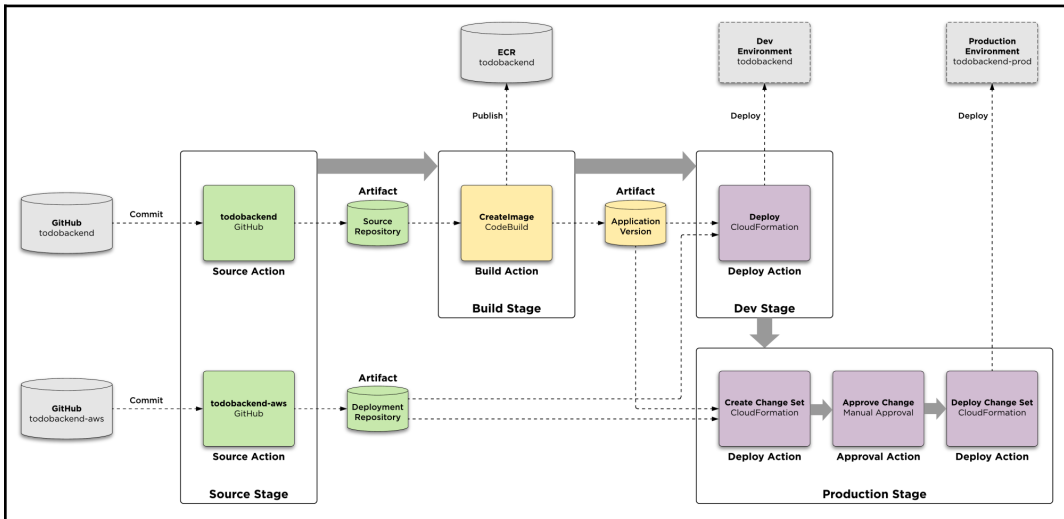 ECR
todobackend
Dev
Environment
todobackend
Production
Environment
todobackend-prod
Publish
Deploy
Deploy
GitHub
todobackend
Commit
todobackend
GitHub
Source Action
Artifact
Source
Repository
CreateImage
CodeBuild
Build Action
Build Stage
Artifact
Application
Version
Deploy
CloudFormation
Deploy Action
Dev Stage
GitHub
todobackend-aws
Commit
todobackend-aws
GitHub
Source Action
Source Stage
Artifact
Deployment
Repository
Create Change Set
CloudFormation
Deploy Action
Approve Change
Manual Approval
Approval Action
Deploy Change Set
CloudFormation
Deploy Action
Production Stage